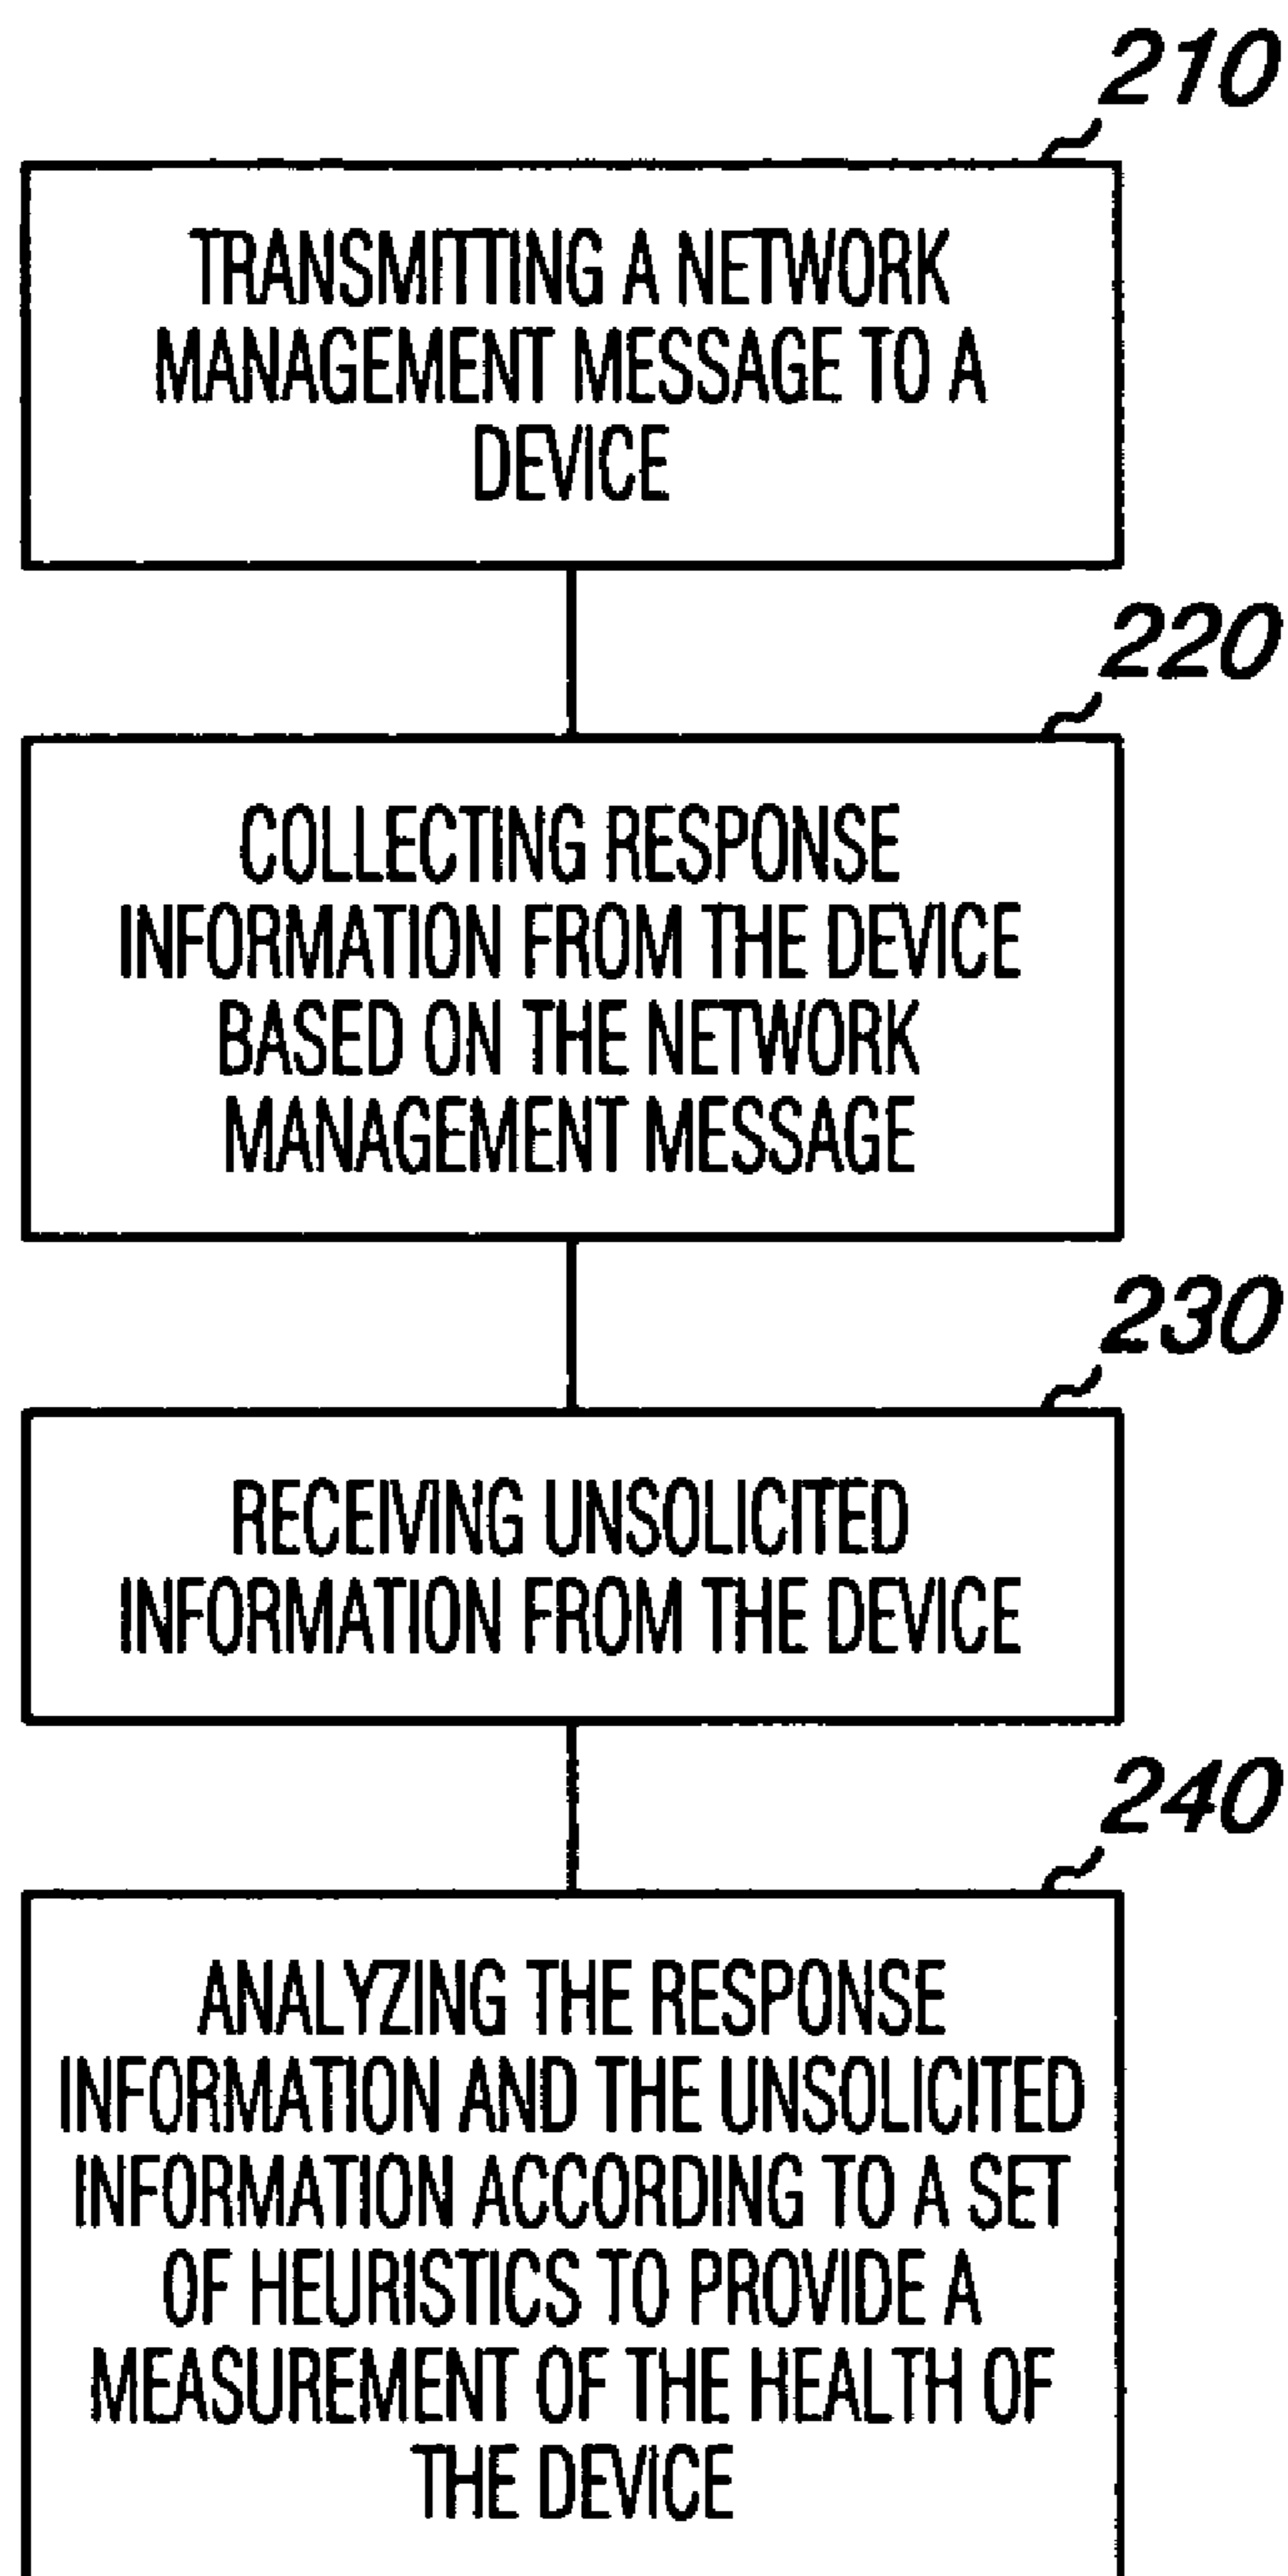 210
TRANSMITTING A NETWORK
MANAGEMENT MESSAGE TO A
DEVICE
220
COLLECTING RESPONSE
INFORMATION FROM THE DEVICE
BASED ON THE NETWORK
MANAGEMENT MESSAGE
230
RECEIVING UNSOLICITED
INFORMATION FROM THE DEVICE
240
ANALYZING THE RESPONSE
INFORMATION AND THE UNSOLICITED
INFORMATION ACCORDING TO A SET
OF HEURISTICS TO PROVIDE A
MEASUREMENT OF THE HEALTH OF
THE DEVICE